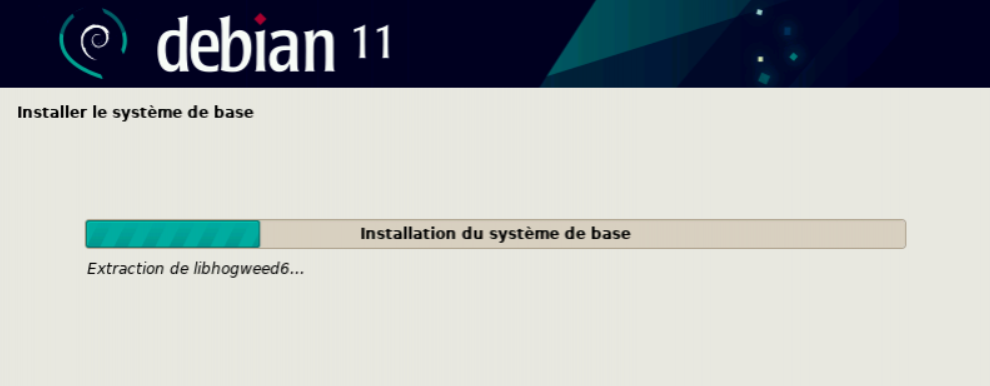 debian 11
Installer le système de base
Installation du système de base
Extraction de libhogweed6...